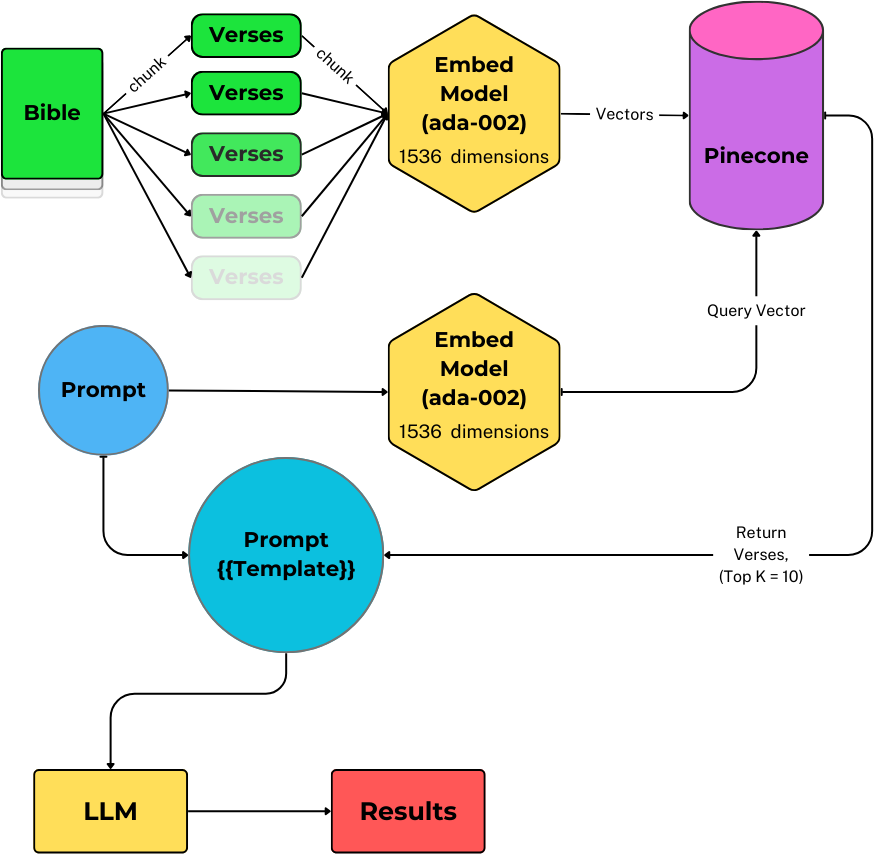 Bible
chunk
Verses
Verses
Verses
Verses
Verses
chunk
Embed
Model
(ada-002)
1536 dimensions
Vectors
Pinecone
Query Vector
Prompt
Embed
Model
(ada-002)
1536 dimensions
Prompt
{{Template}}
Return
Verses,
(Top K = 10)
LLM
Results